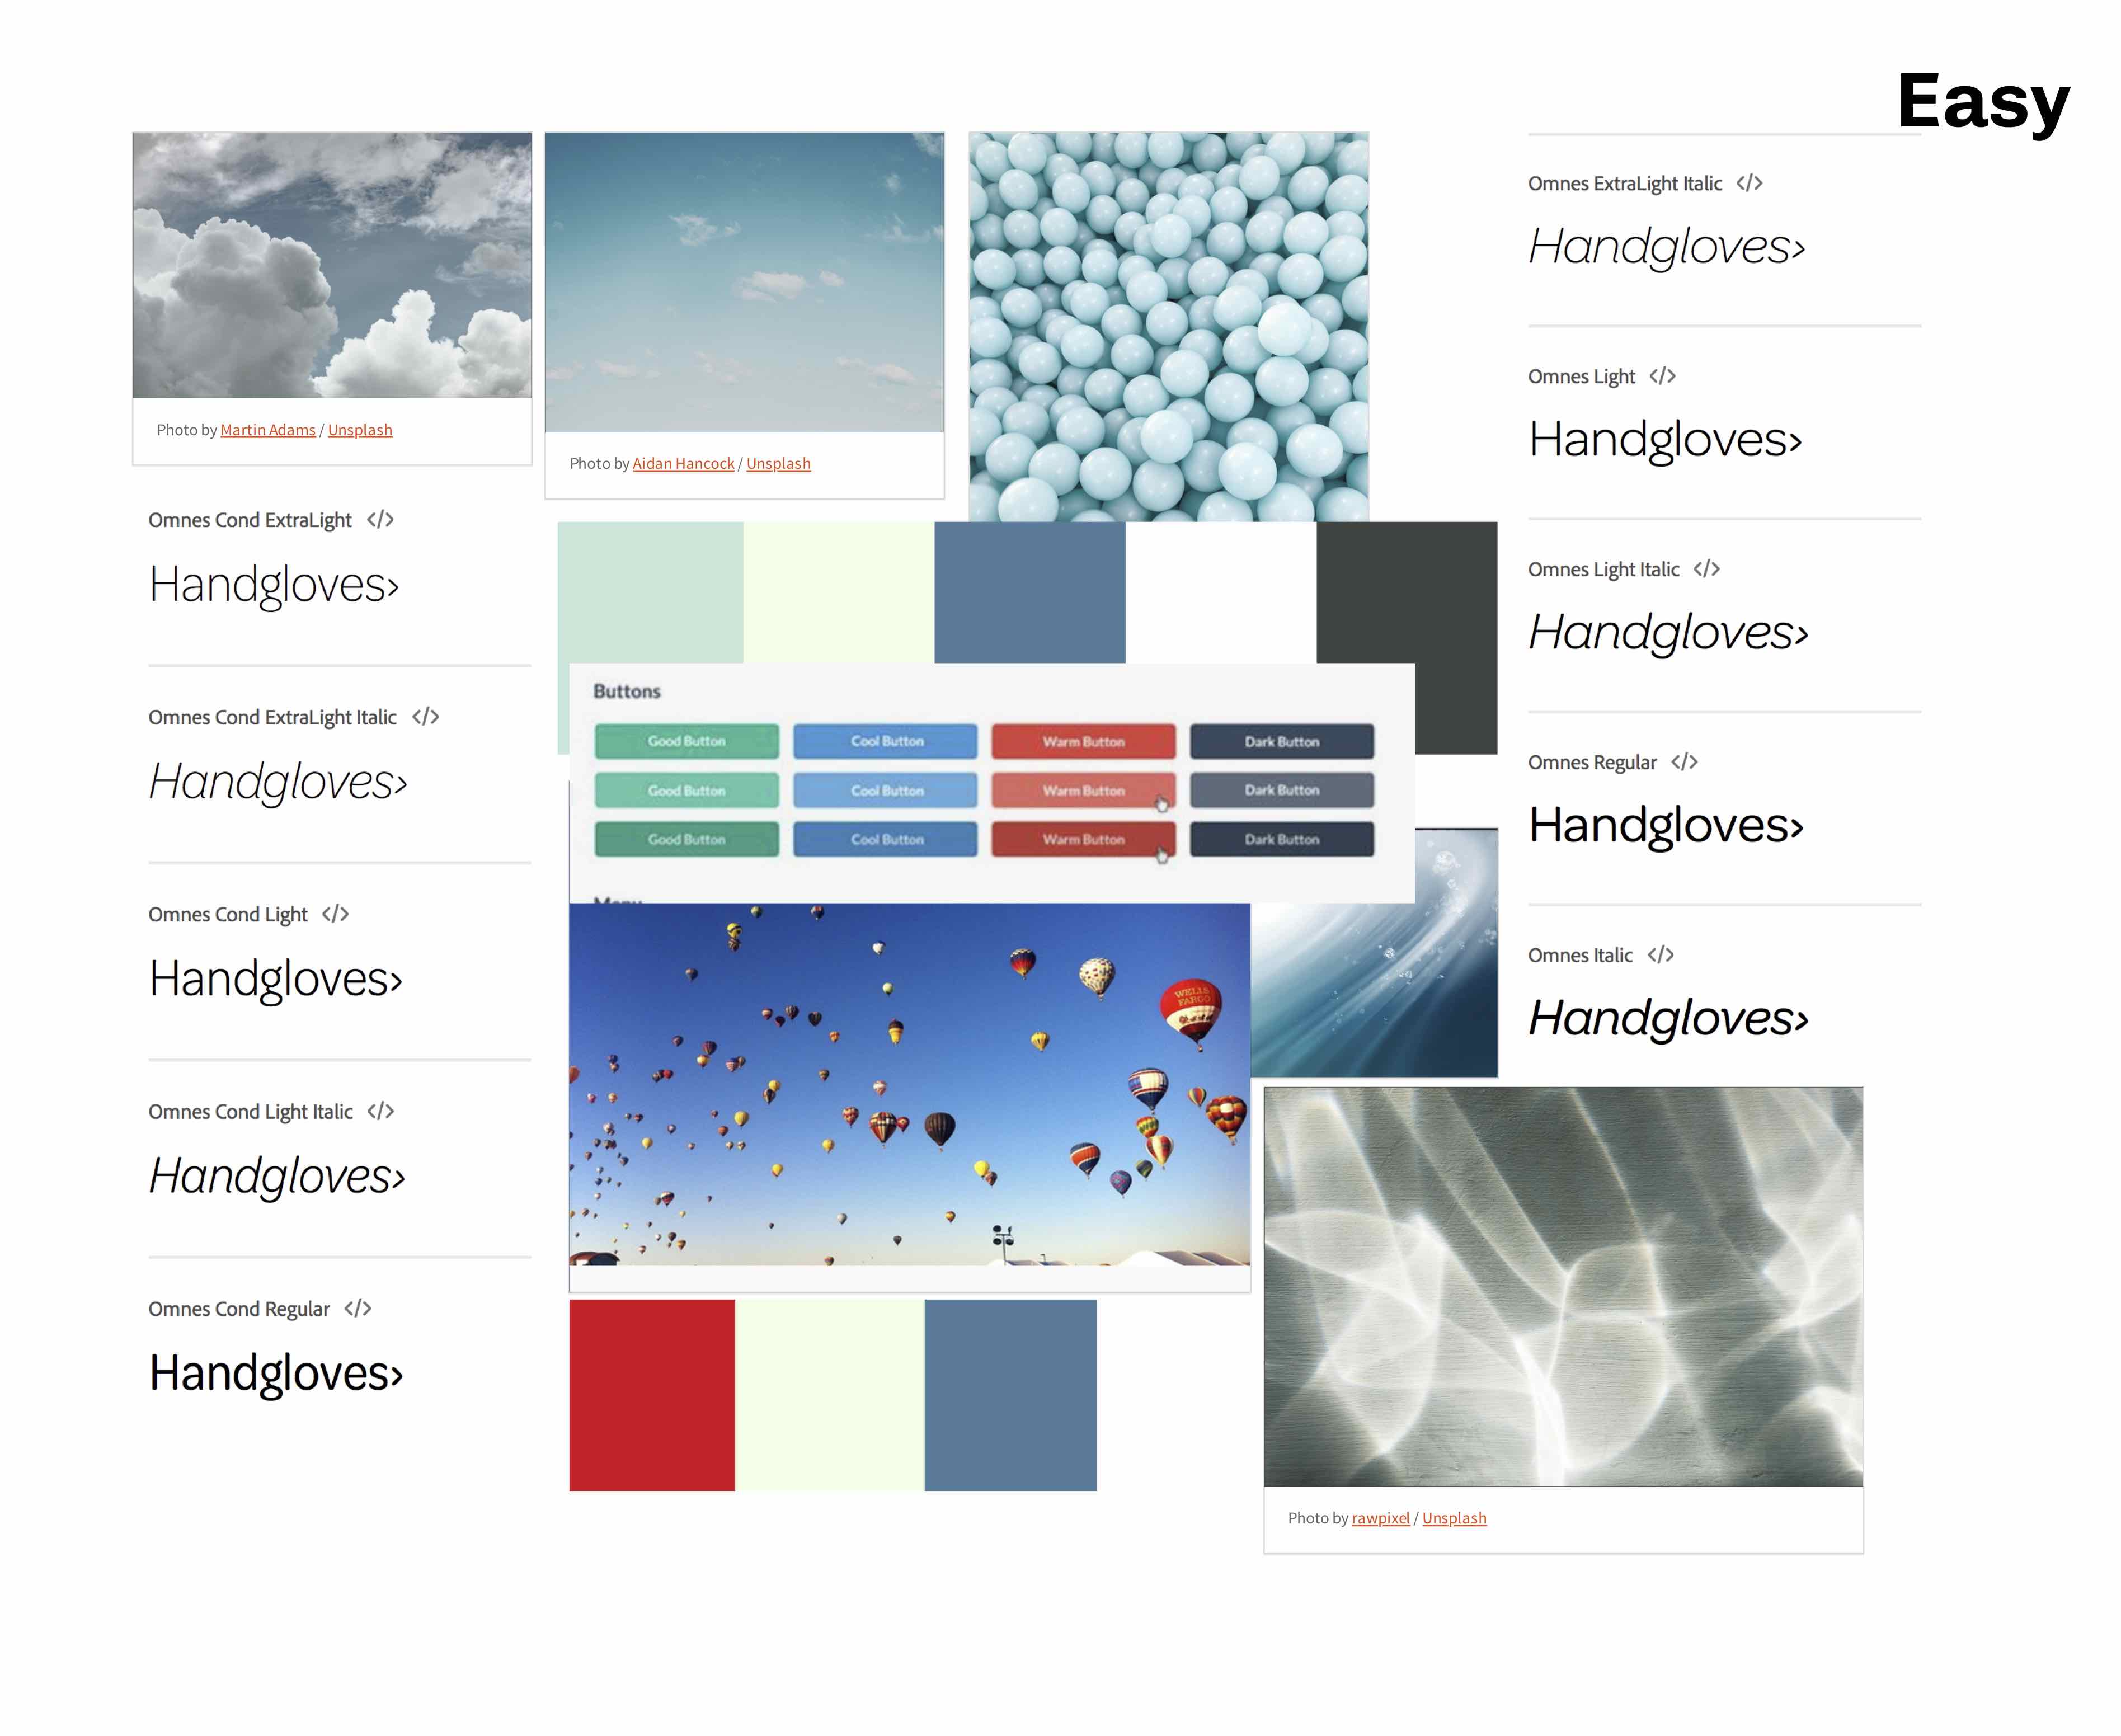 Easy
Photo by Martin Adams / Unsplash
Photo by Aidan Hancock / Unsplash
Omnes Cond ExtraLight </>
Handgloves›
Omnes Cond ExtraLight Italic </>
Handgloves›
Omnes Cond Light </>
Handgloves›
Omnes Cond Light Italic </>
Handgloves›
Omnes Cond Regular </>
Handgloves›
Buttons
Good Button Cool Button Warm Button Dark Button
Good Button Cool Button Warm Button Dark Button
Good Button Cool Button Warm Button Dark Button
Menu
WELLS
FARGO
Omnes ExtraLight Italic </>
Handgloves›
Omnes Light </>
Handgloves›
Omnes Light Italic </>
Handgloves›
Omnes Regular </>
Handgloves›
Omnes Italic </>
Handgloves›
Photo by rawpixel / Unsplash